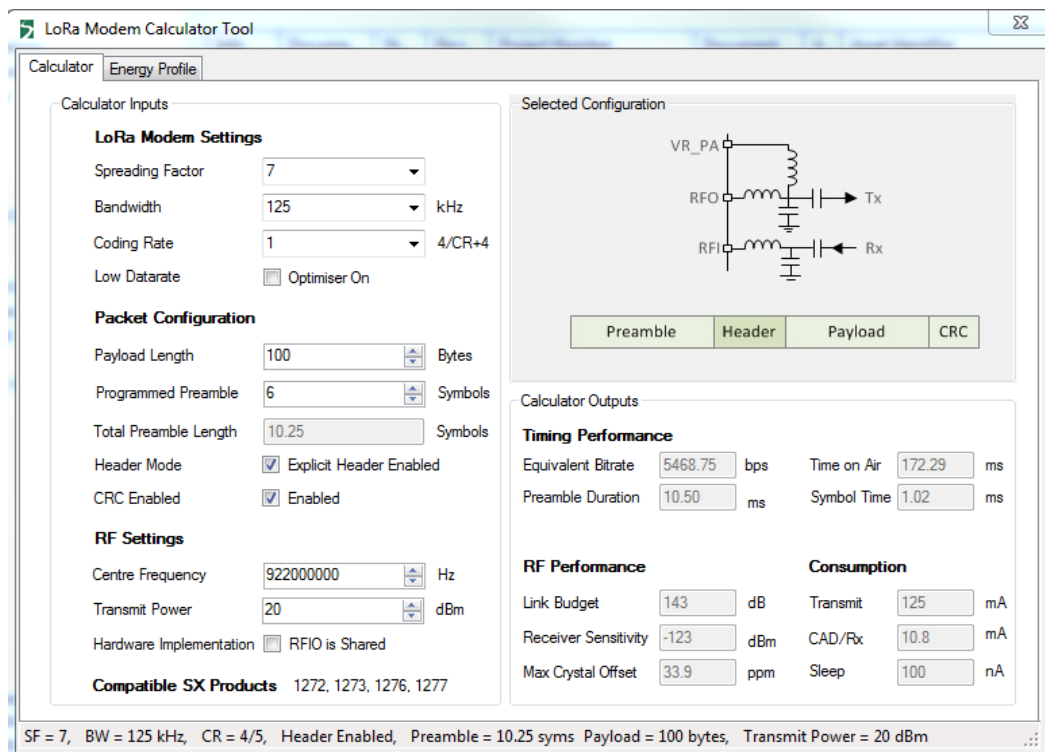 LoRa Modem Calculator Tool
Calculator Energy Profile
Calculator Inputs
LoRa Modem Settings
Spreading Factor 7
Bandwidth 125 kHz
Coding Rate 1 4/CR+4
Low Datarate Optimiser On
Packet Configuration
Payload Length 100 Bytes
Programmed Preamble 6 Symbols
Total Preamble Length 10.25 Symbols
Header Mode Explicit Header Enabled
CRC Enabled Enabled
RF Settings
Centre Frequency 922000000 Hz
Transmit Power 20 dBm
Hardware Implementation RFIO is Shared
Compatible SX Products 1272, 1273, 1276, 1277
Selected Configuration
VR_PA
RFO Tx
RFI Rx
Preamble Header Payload CRC
Calculator Outputs
Timing Performance
Equivalent Bitrate 5468.75 bps Time on Air 172.29 ms
Preamble Duration 10.50 ms Symbol Time 1.02 ms
RF Performance Consumption
Link Budget 143 dB Transmit 125 mA
Receiver Sensitivity -123 dBm CAD/Rx 10.8 mA
Max Crystal Offset 33.9 ppm Sleep 100 nA
SF = 7, BW = 125 kHz, CR = 4/5, Header Enabled, Preamble = 10.25 syms Payload = 100 bytes, Transmit Power = 20 dBm